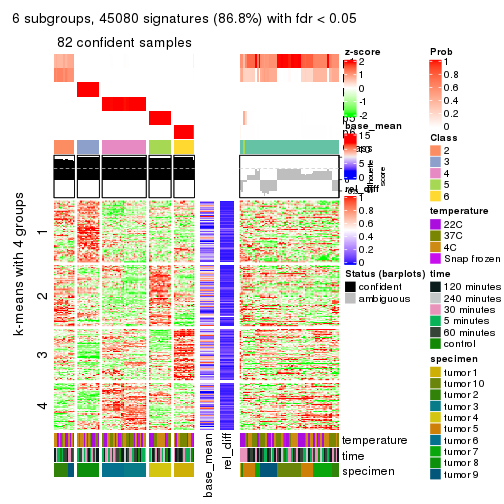 6 subgroups, 45080 signatures (86.8%) with fdr < 0.05
82 confident samples
k-means with 4 groups
1
2
3
4
base_mean
rel_diff
temperature
time
specimen
z-score
2
1
0
-1
-2
base_mean
15
10
5
0
rel_diff
1
0.8
0.6
0.4
0.2
0
Status (barplots)
confident
ambiguous
Prob
1
0.8
0.6
0.4
0.2
0
Class
2
3
4
5
6
temperature
22C
37C
4C
Snap frozen
time
120 minutes
240 minutes
30 minutes
5 minutes
60 minutes
control
specimen
tumor 1
tumor 10
tumor 2
tumor 3
tumor 4
tumor 5
tumor 6
tumor 7
tumor 8
tumor 9